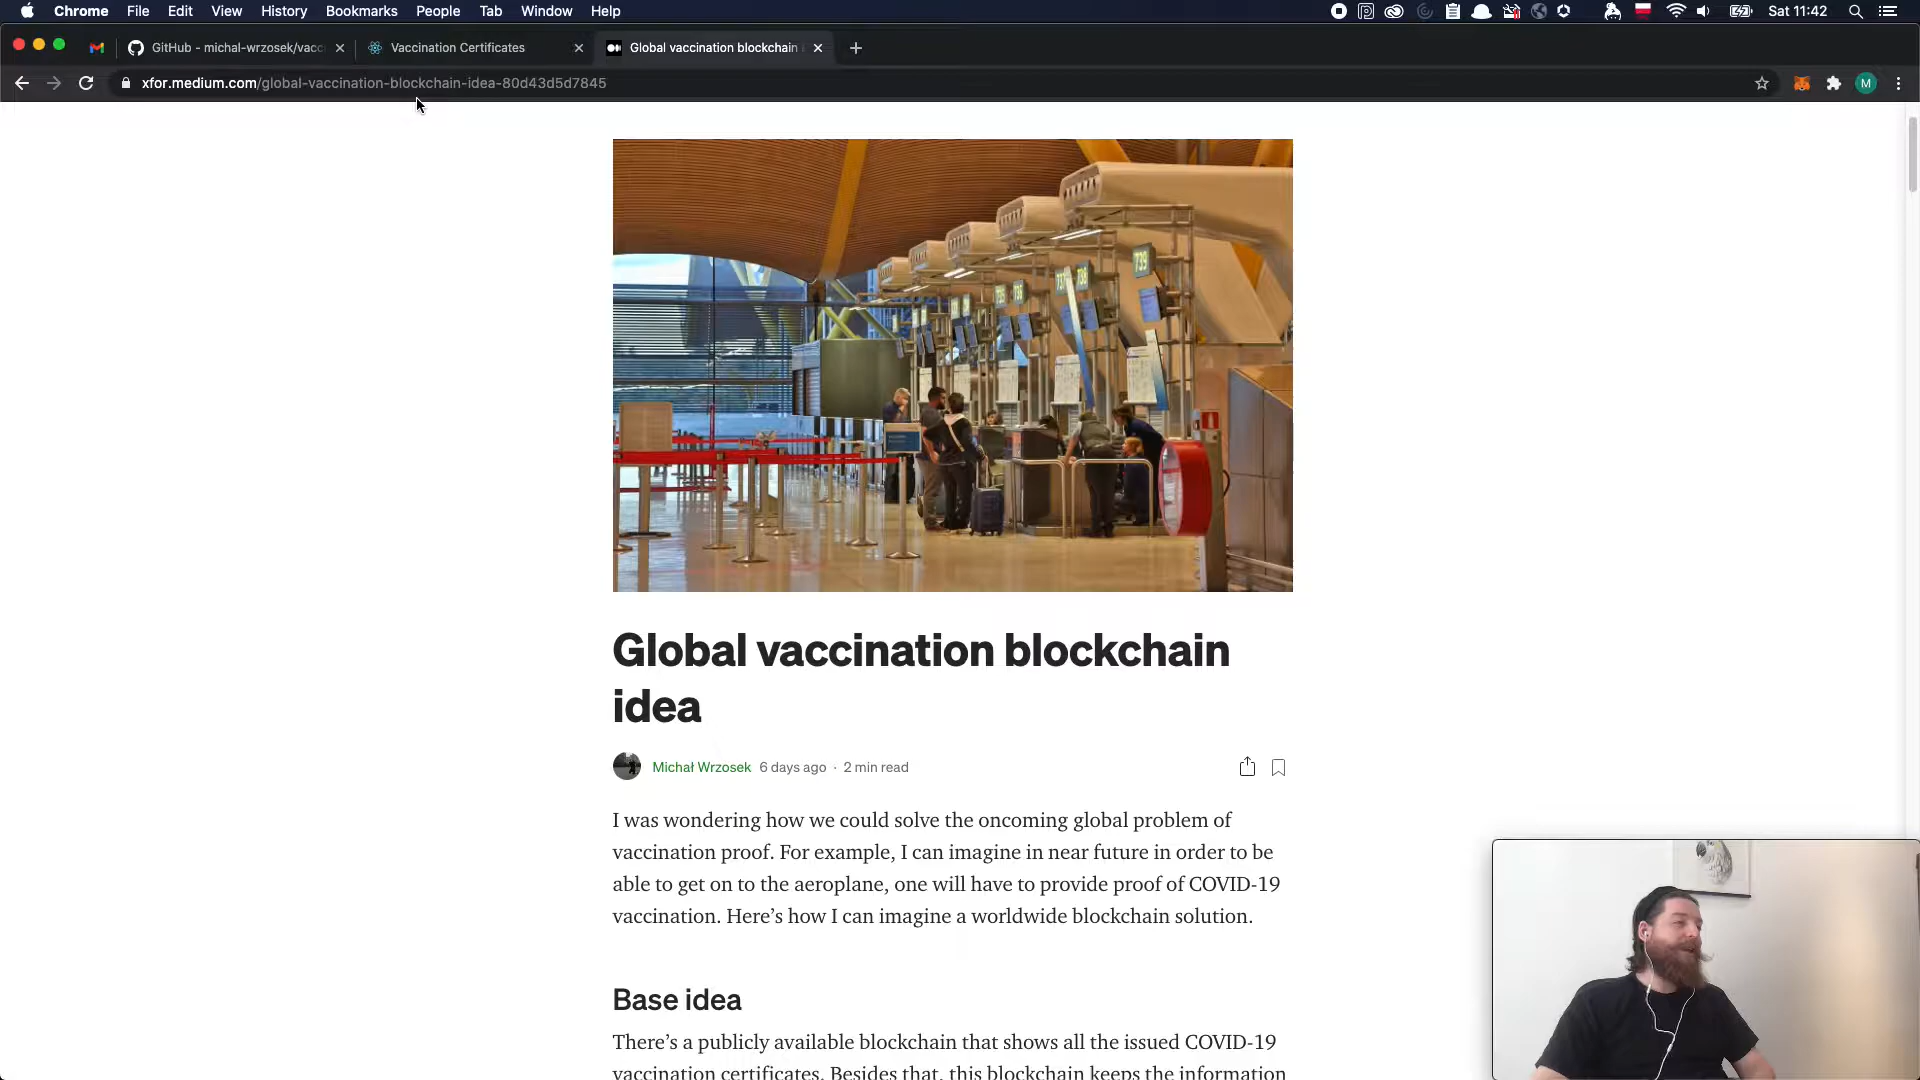 Chrome File Edit View History Bookmarks People Tab Window Help
Sat 11:42
GitHub - michal-wrzosek/vacc
Vaccination Certificates
Global vaccination blockchain
xfor.medium.com/global-vaccination-blockchain-idea-80d43d5d7845
M
739
738
Global vaccination blockchain
idea
Michał Wrzosek 6 days ago · 2 min read
I was wondering how we could solve the oncoming global problem of
vaccination proof. For example, I can imagine in near future in order to be
able to get on to the aeroplane, one will have to provide proof of COVID-19
vaccination. Here’s how I can imagine a worldwide blockchain solution.
Base idea
There’s a publicly available blockchain that shows all the issued COVID-19
vaccination certificates. Besides that, this blockchain keeps the information